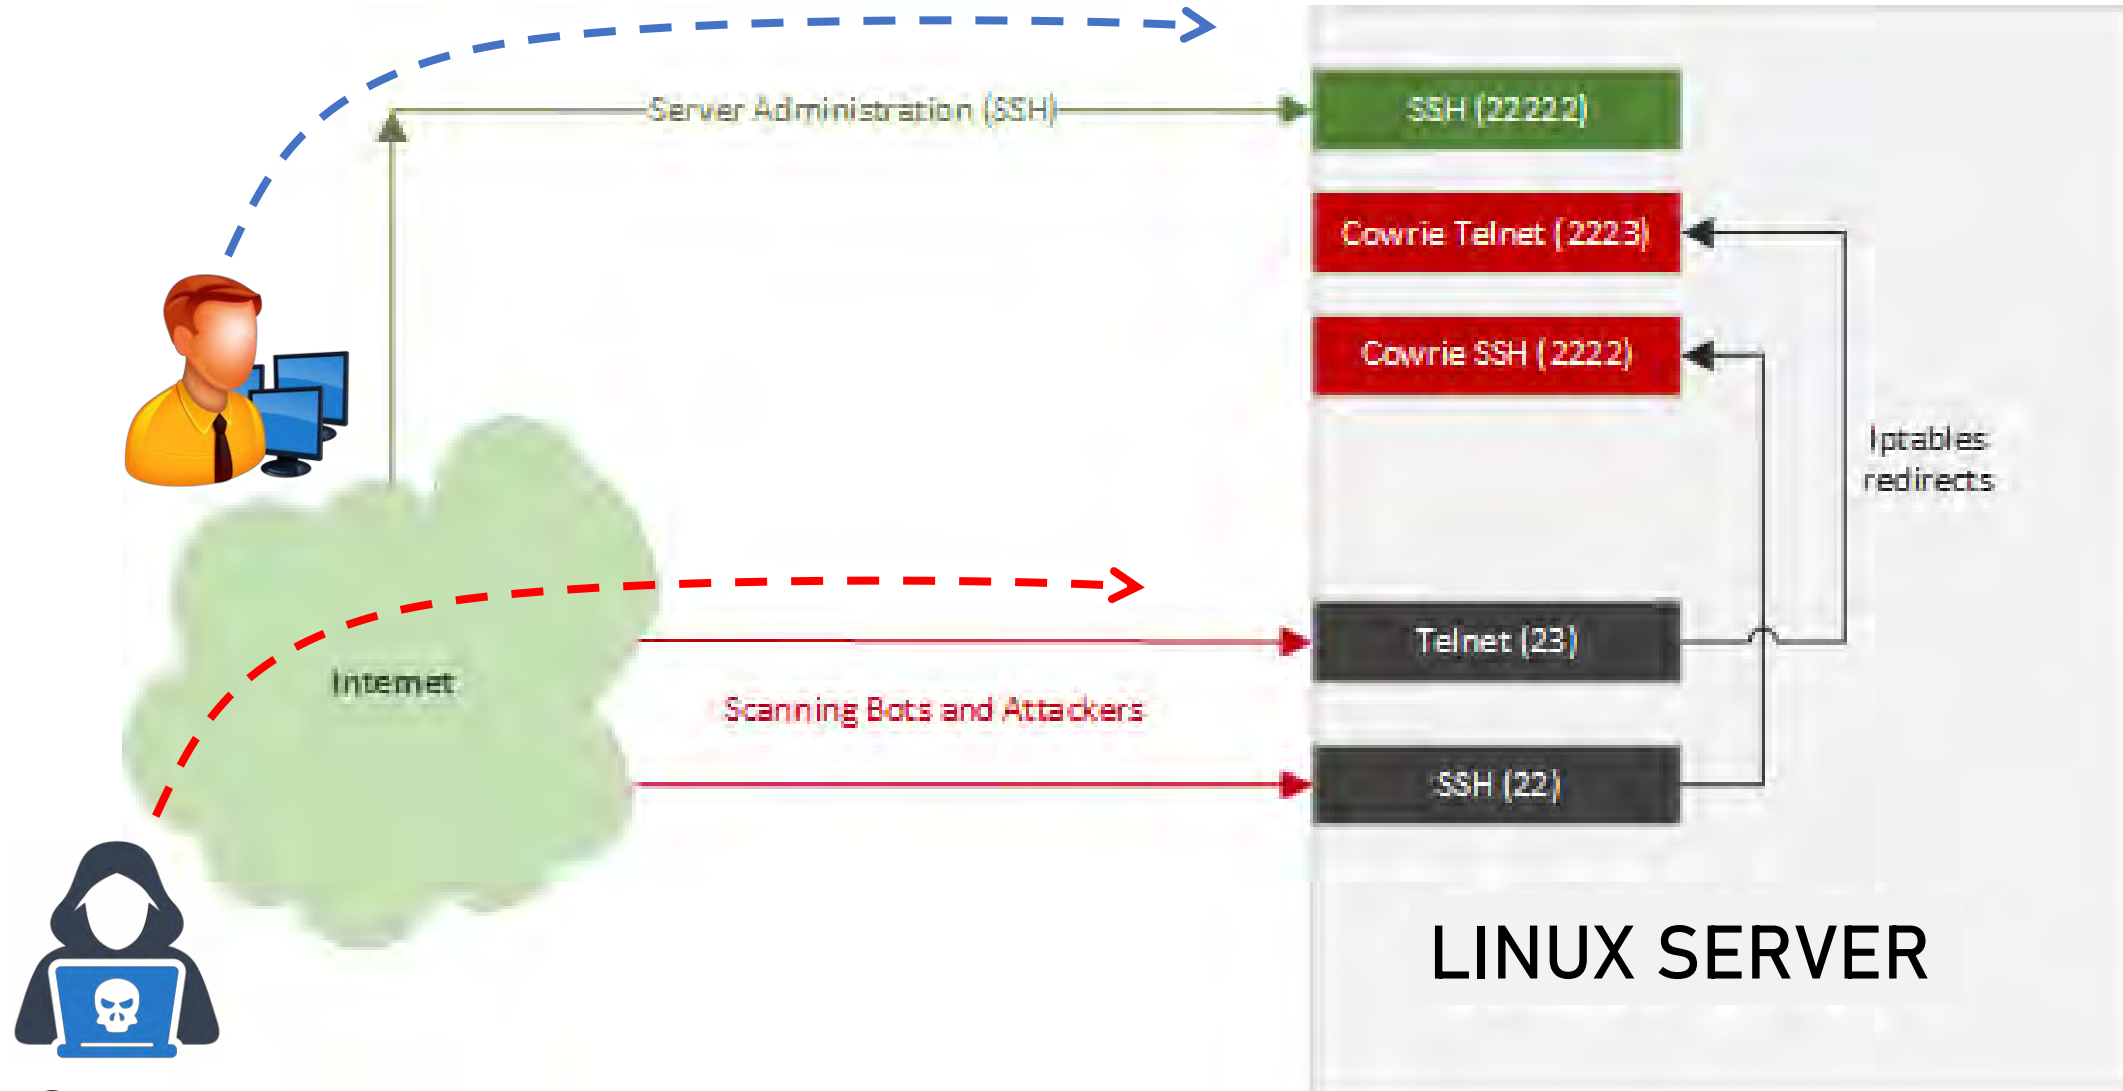 Server Administration (SSH)
SSH (22222)
Cowrie Telnet (2223)
Cowrie SSH (2222)
Iptables
redirects
Internet
Telnet (23)
Scanning Bots and Attackers
SSH (22)
LINUX SERVER